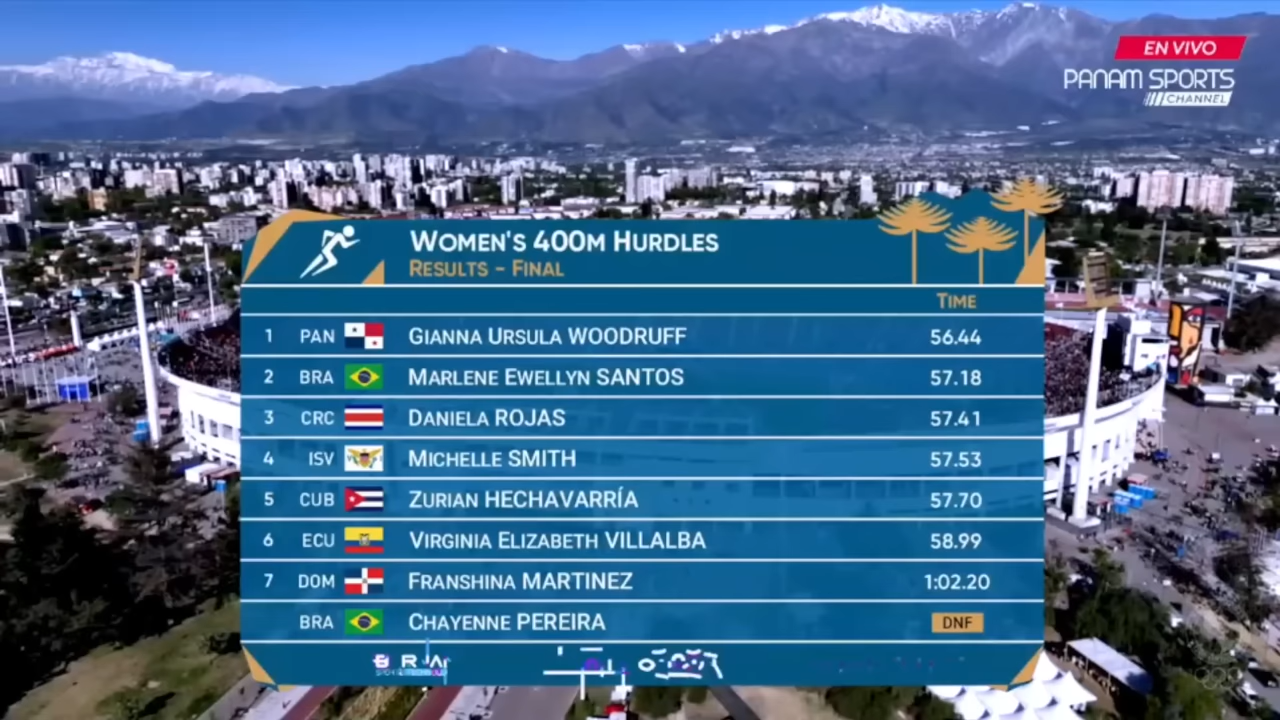 EN VIVO
PANAM SPORTS
CHANNEL
WOMEN'S 400M HURDLES
RESULTS - FINAL
TIME
1 PAN GIANNA URSULA WOODRUFF 56.44
2 BRA MARLENE EWELLYN SANTOS 57.18
3 CRC DANIELA ROJAS 57.41
4 ISV MICHELLE SMITH 57.53
5 CUB ZURIAN HECHAVARRÍA 57.70
6 ECU VIRGINIA ELIZABETH VILLALBA 58.99
7 DOM FRANSHINA MARTINEZ 1:02.20
BRA CHAYENNE PEREIRA DNF